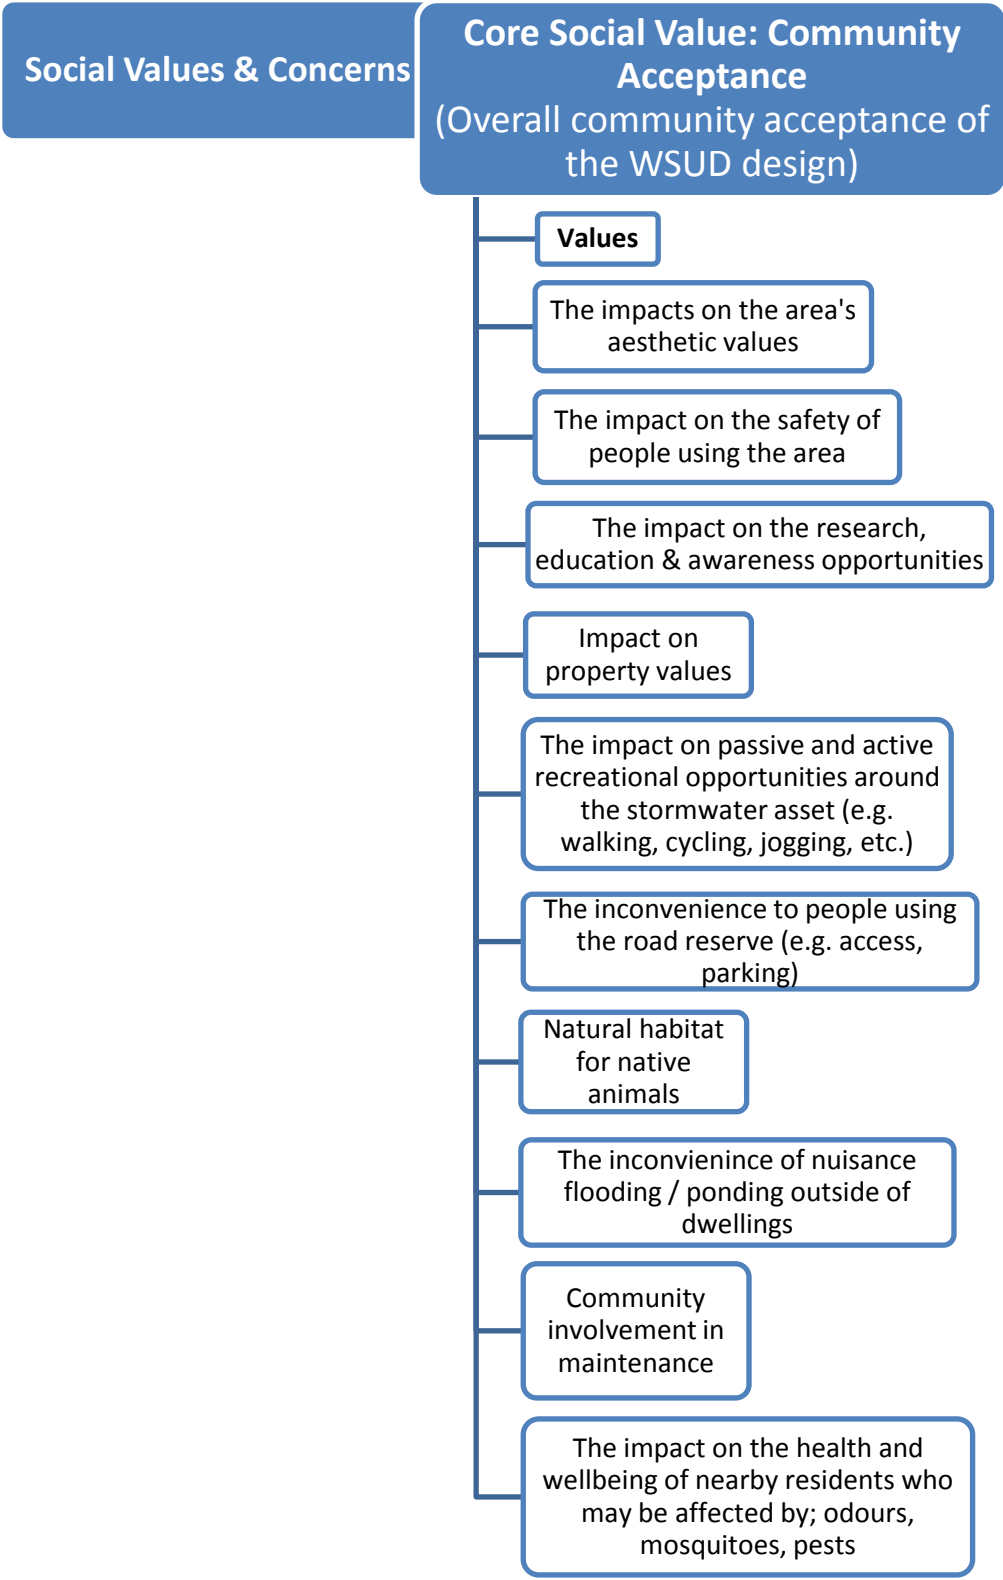 Social Values & Concerns
Core Social Value: Community
Acceptance
(Overall community acceptance of
the WSUD design)
Values
The impacts on the area's
aesthetic values
The impact on the safety of
people using the area
The impact on the research,
education & awareness opportunities
Impact on
property values
The impact on passive and active
recreational opportunities around
the stormwater asset (e.g.
walking, cycling, jogging, etc.)
The inconvenience to people using
the road reserve (e.g. access,
parking)
Natural habitat
for native
animals
The inconvienince of nuisance
flooding / ponding outside of
dwellings
Community
involvement in
maintenance
The impact on the health and
wellbeing of nearby residents who
may be affected by; odours,
mosquitoes, pests